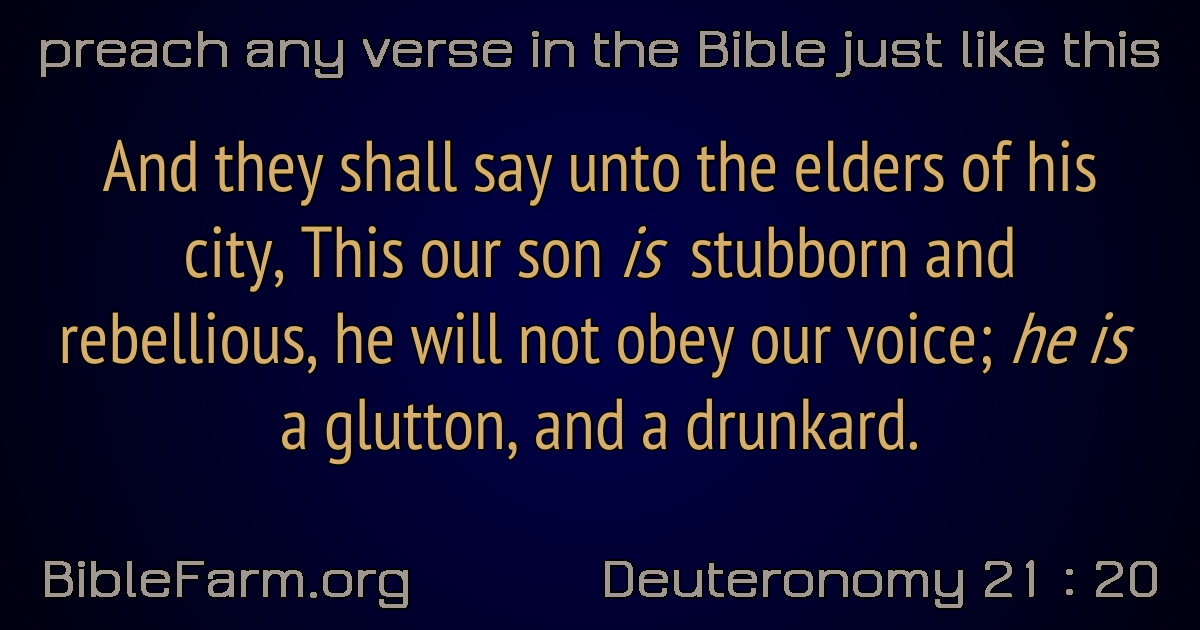 preach any verse in the Bible just like this
And they shall say unto the elders of his
city, This our son is stubborn and
rebellious, he will not obey our voice; he is
a glutton, and a drunkard.
BibleFarm.org
Deuteronomy 21 : 20